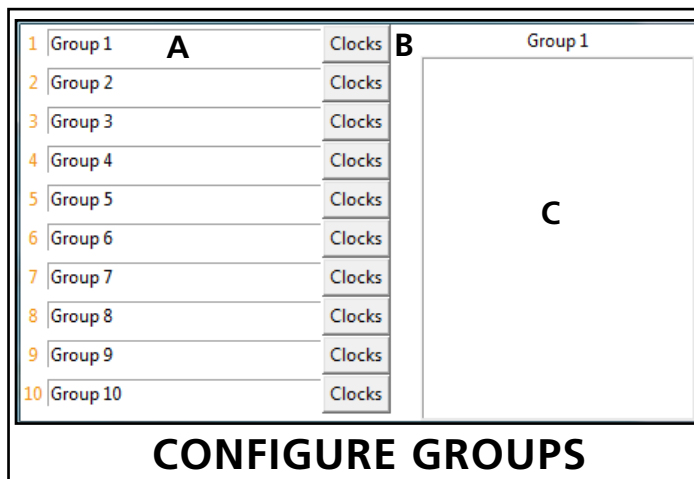 1 Group 1 A Clocks B Group 1
2 Group 2 Clocks
3 Group 3 Clocks
4 Group 4 Clocks
5 Group 5 Clocks C
6 Group 6 Clocks
7 Group 7 Clocks
8 Group 8 Clocks
9 Group 9 Clocks
10 Group 10 Clocks
CONFIGURE GROUPS